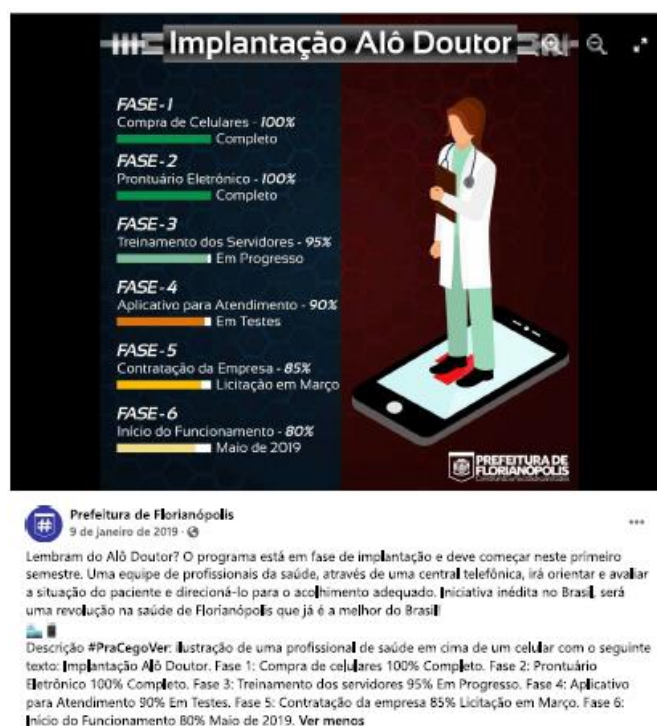 Implantação Alô Doutor
FASE-1
Compra de Celulares - 100%
Completo
FASE-2
Prontuário Eletrônico - 100%
Completo
FASE-3
Treinamento dos Servidores - 95%
Em Progresso
FASE-4
Aplicativo para Atendimento - 90%
Em Testes
FASE-5
Contratação da Empresa - 85%
Licitação em Março
FASE-6
Início do Funcionamento - 80%
Maio de 2019
PREFEITURA DE
FLORIANÓPOLIS
Prefeitura de Florianópolis
9 de janeiro de 2019
Lembram do Alô Doutor? O programa está em fase de implantação e deve começar neste primeiro
semestre. Uma equipe de profissionais da saúde, através de uma central telefônica, irá orientar e avaliar
a situação do paciente e direcioná-lo para o acolhimento adequado. Iniciativa inédita no Brasil, será
uma revolução na saúde de Florianópolis que já é a melhor do Brasil!
Descrição #PraCegoVer: ilustração de uma profissional de saúde em cima de um celular com o seguinte
texto: Implantação Alô Doutor. Fase 1: Compra de celulares 100% Completo. Fase 2: Prontuário
Eletrônico 100% Completo. Fase 3: Treinamento dos servidores 95% Em Progresso. Fase 4: Aplicativo
para Atendimento 90% Em Testes. Fase 5: Contratação da empresa 85% Licitação em Março. Fase 6:
Início do Funcionamento 80% Maio de 2019. Ver menos